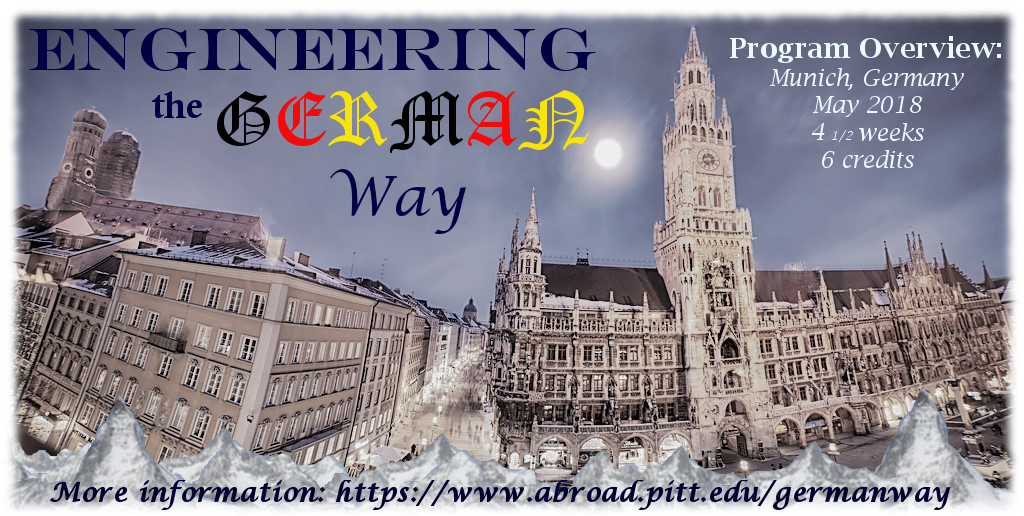 ENGINEERING
the GERMAN
Way
Program Overview:
Munich, Germany
May 2018
4 1/2 weeks
6 credits
More information: https://www.abroad.pitt.edu/germanway